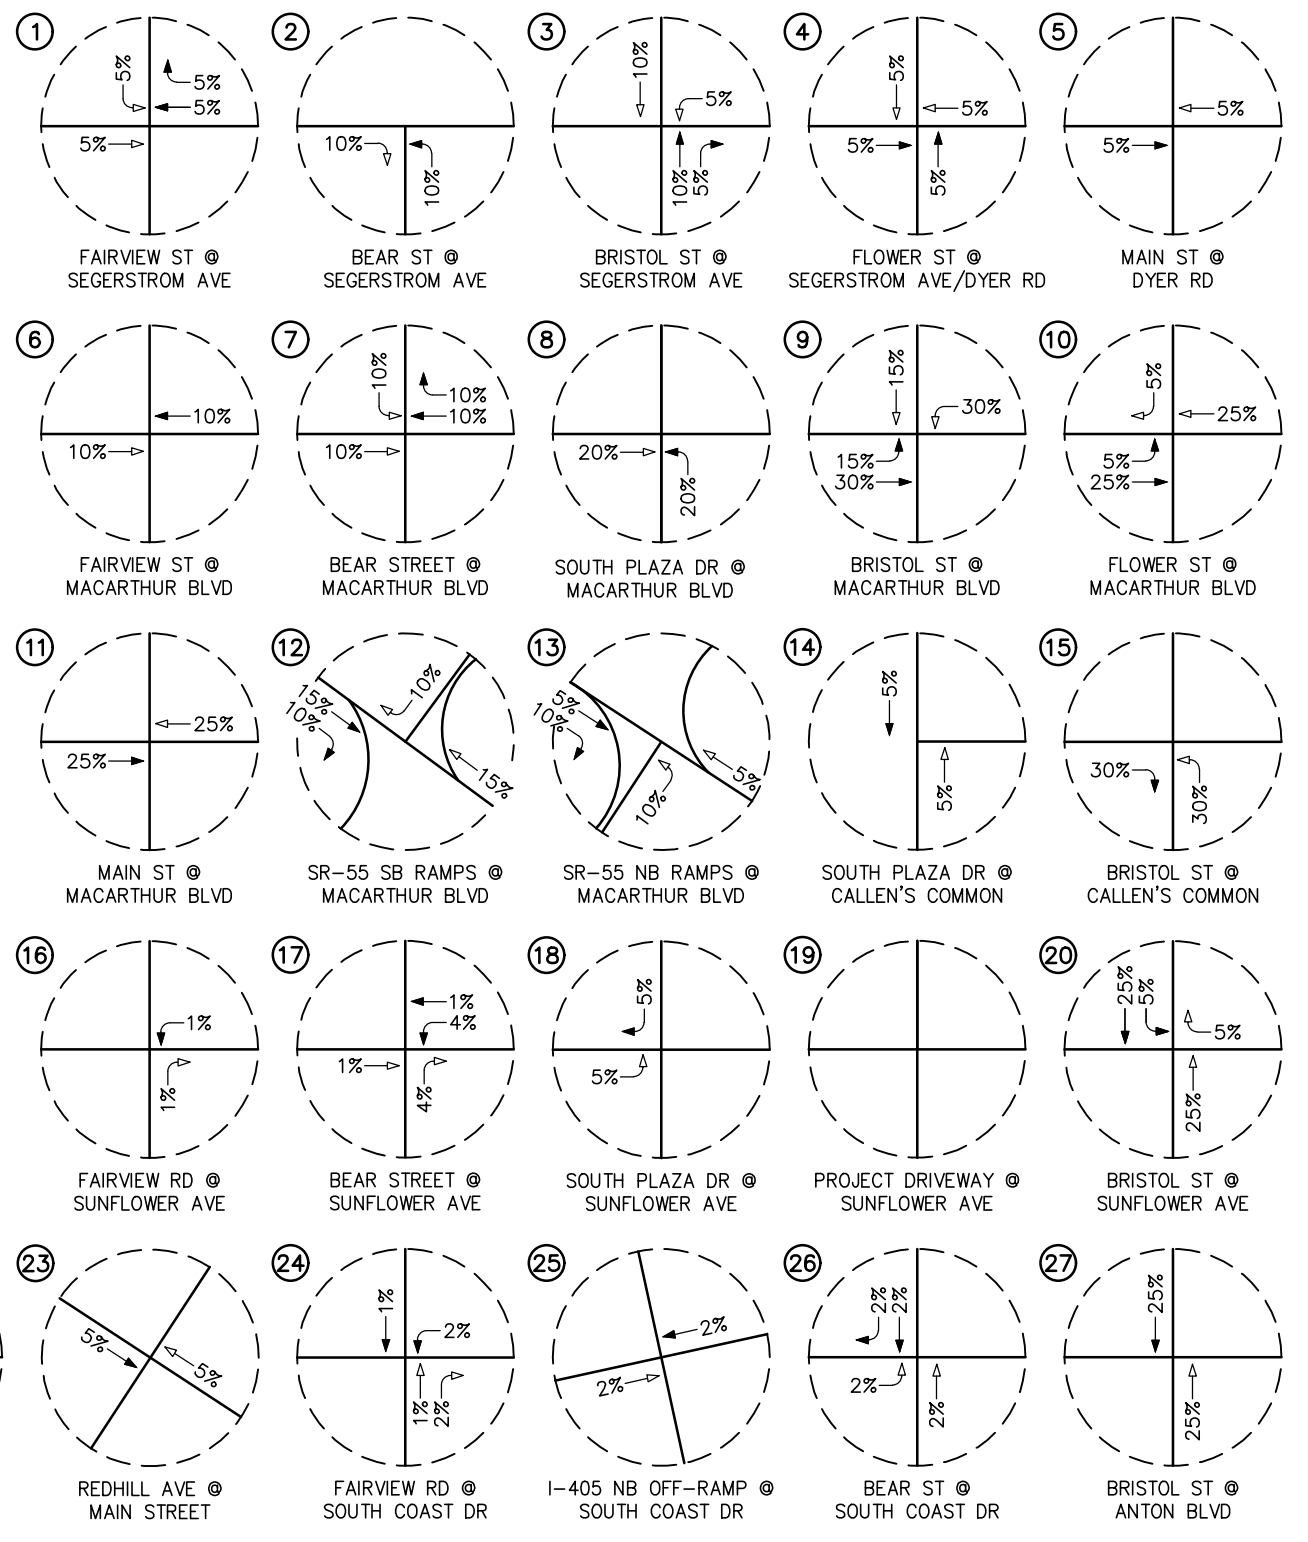 1
5%
5%
5%
5%
FAIRVIEW ST @
SEGERSTROM AVE
2
10%
10%
BEAR ST @
SEGERSTROM AVE
3
10%
5%
10%
5%
BRISTOL ST @
SEGERSTROM AVE
4
5%
5%
5%
5%
FLOWER ST @
SEGERSTROM AVE/DYER RD
5
5%
5%
MAIN ST @
DYER RD
6
10%
10%
FAIRVIEW ST @
MACARTHUR BLVD
7
10%
10%
10%
10%
BEAR STREET @
MACARTHUR BLVD
8
20%
20%
SOUTH PLAZA DR @
MACARTHUR BLVD
9
15%
30%
15%
30%
BRISTOL ST @
MACARTHUR BLVD
10
5%
25%
5%
25%
FLOWER ST @
MACARTHUR BLVD
11
25%
25%
MAIN ST @
MACARTHUR BLVD
12
10%
15%
10%
15%
SR-55 SB RAMPS @
MACARTHUR BLVD
13
5%
10%
5%
10%
SR-55 NB RAMPS @
MACARTHUR BLVD
14
5%
5%
SOUTH PLAZA DR @
CALLEN'S COMMON
15
30%
30%
BRISTOL ST @
CALLEN'S COMMON
16
1%
1%
FAIRVIEW RD @
SUNFLOWER AVE
17
1%
4%
1%
4%
BEAR STREET @
SUNFLOWER AVE
18
5%
5%
SOUTH PLAZA DR @
SUNFLOWER AVE
19
PROJECT DRIVEWAY @
SUNFLOWER AVE
20
25%
5%
5%
25%
BRISTOL ST @
SUNFLOWER AVE
23
5%
5%
REDHILL AVE @
MAIN STREET
24
1%
2%
1%
2%
FAIRVIEW RD @
SOUTH COAST DR
25
2%
2%
I-405 NB OFF-RAMP @
SOUTH COAST DR
26
2%
2%
2%
2%
BEAR ST @
SOUTH COAST DR
27
25%
25%
BRISTOL ST @
ANTON BLVD